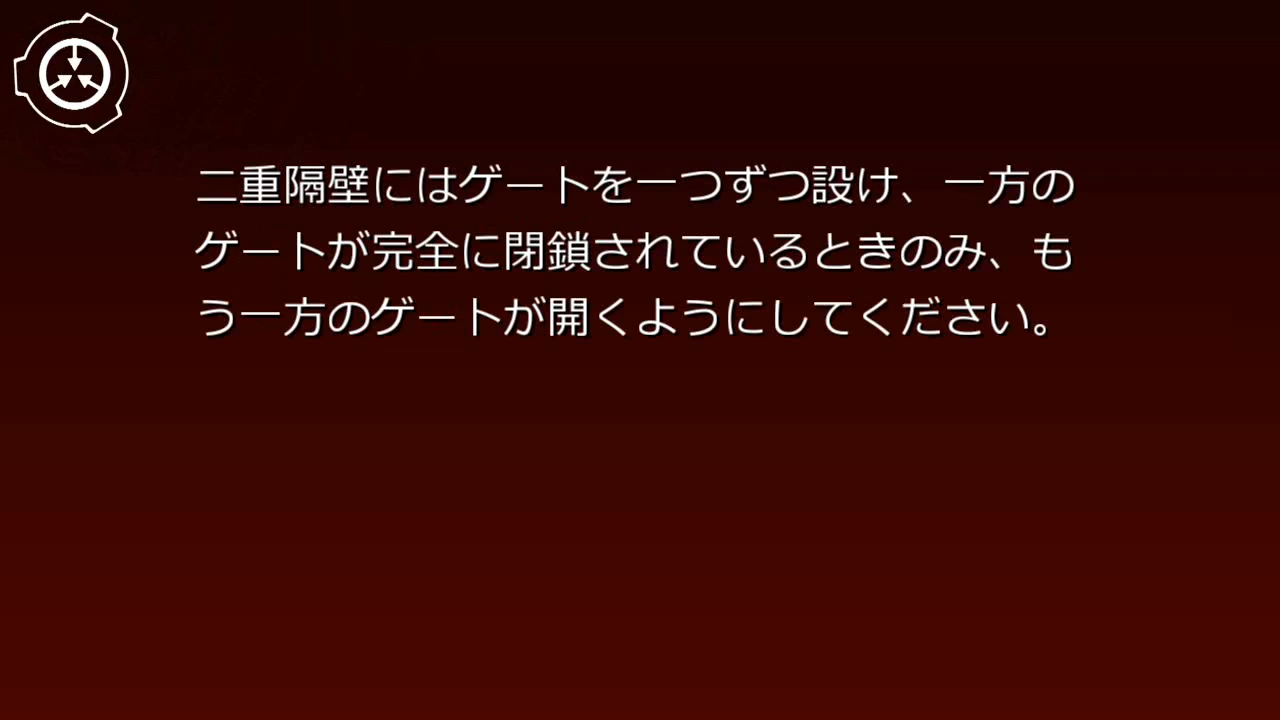 二重隔壁にはゲートを一つずつ設け、一方の
ゲートが完全に閉鎖されているときのみ、も
う一方のゲートが開くようにしてください。